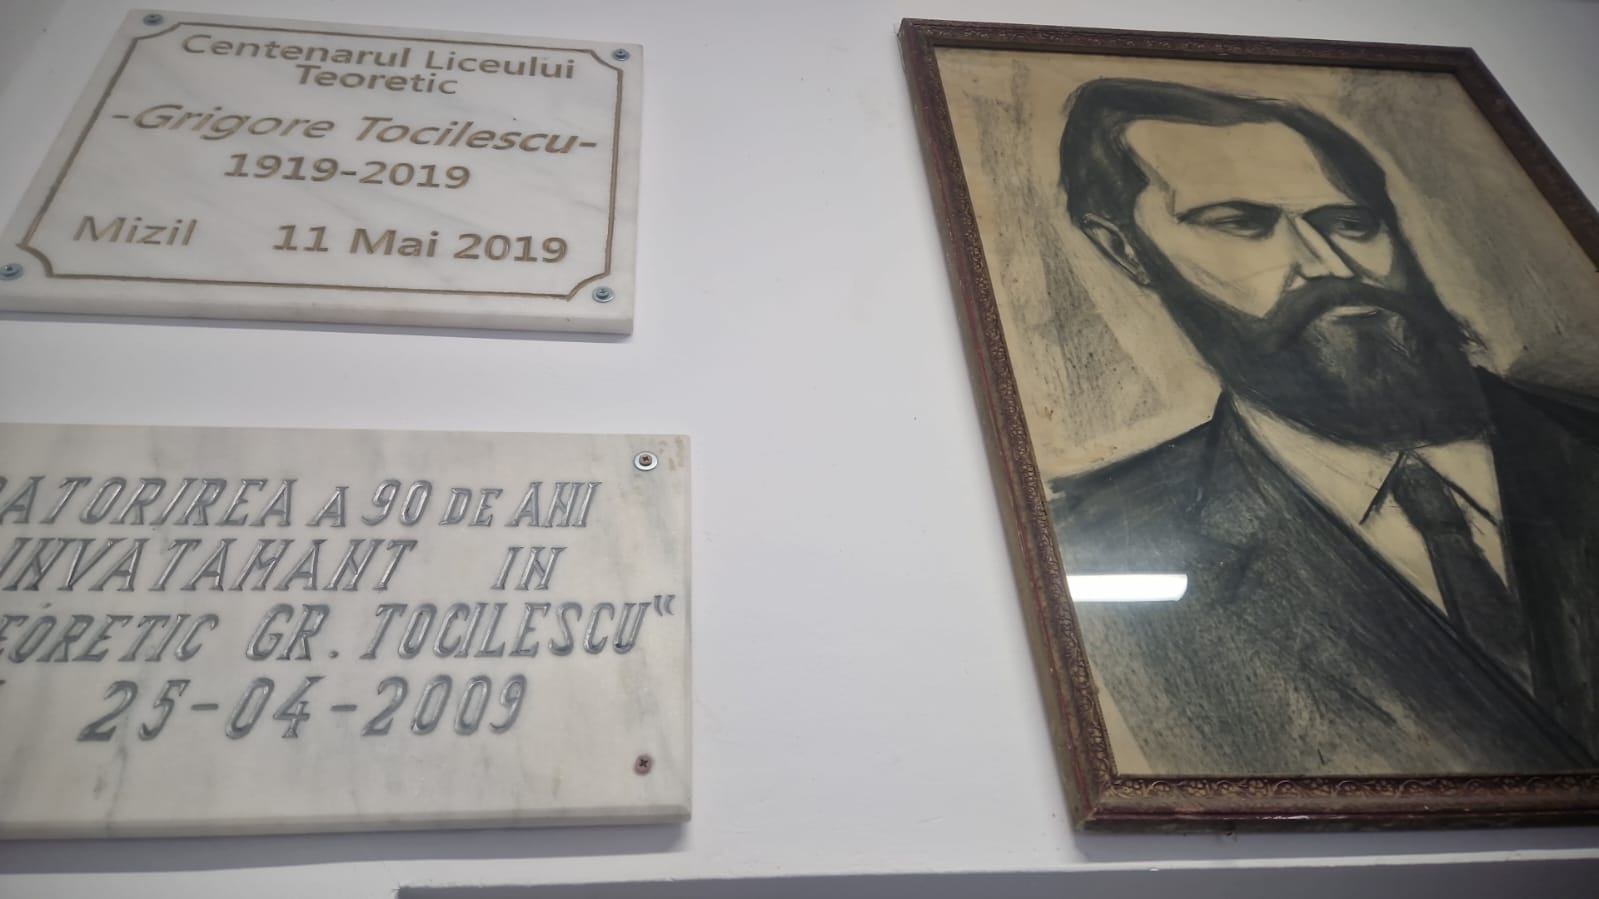 Centenarul Liceului
Teoretic
-Grigore Tocilescu-
1919-2019
Mizil 11 Mai 2019
ATORIREA A 90 DE ANI
INVATAMANT IN
EORETIC GR. TOCILESCU"
25-04-2009